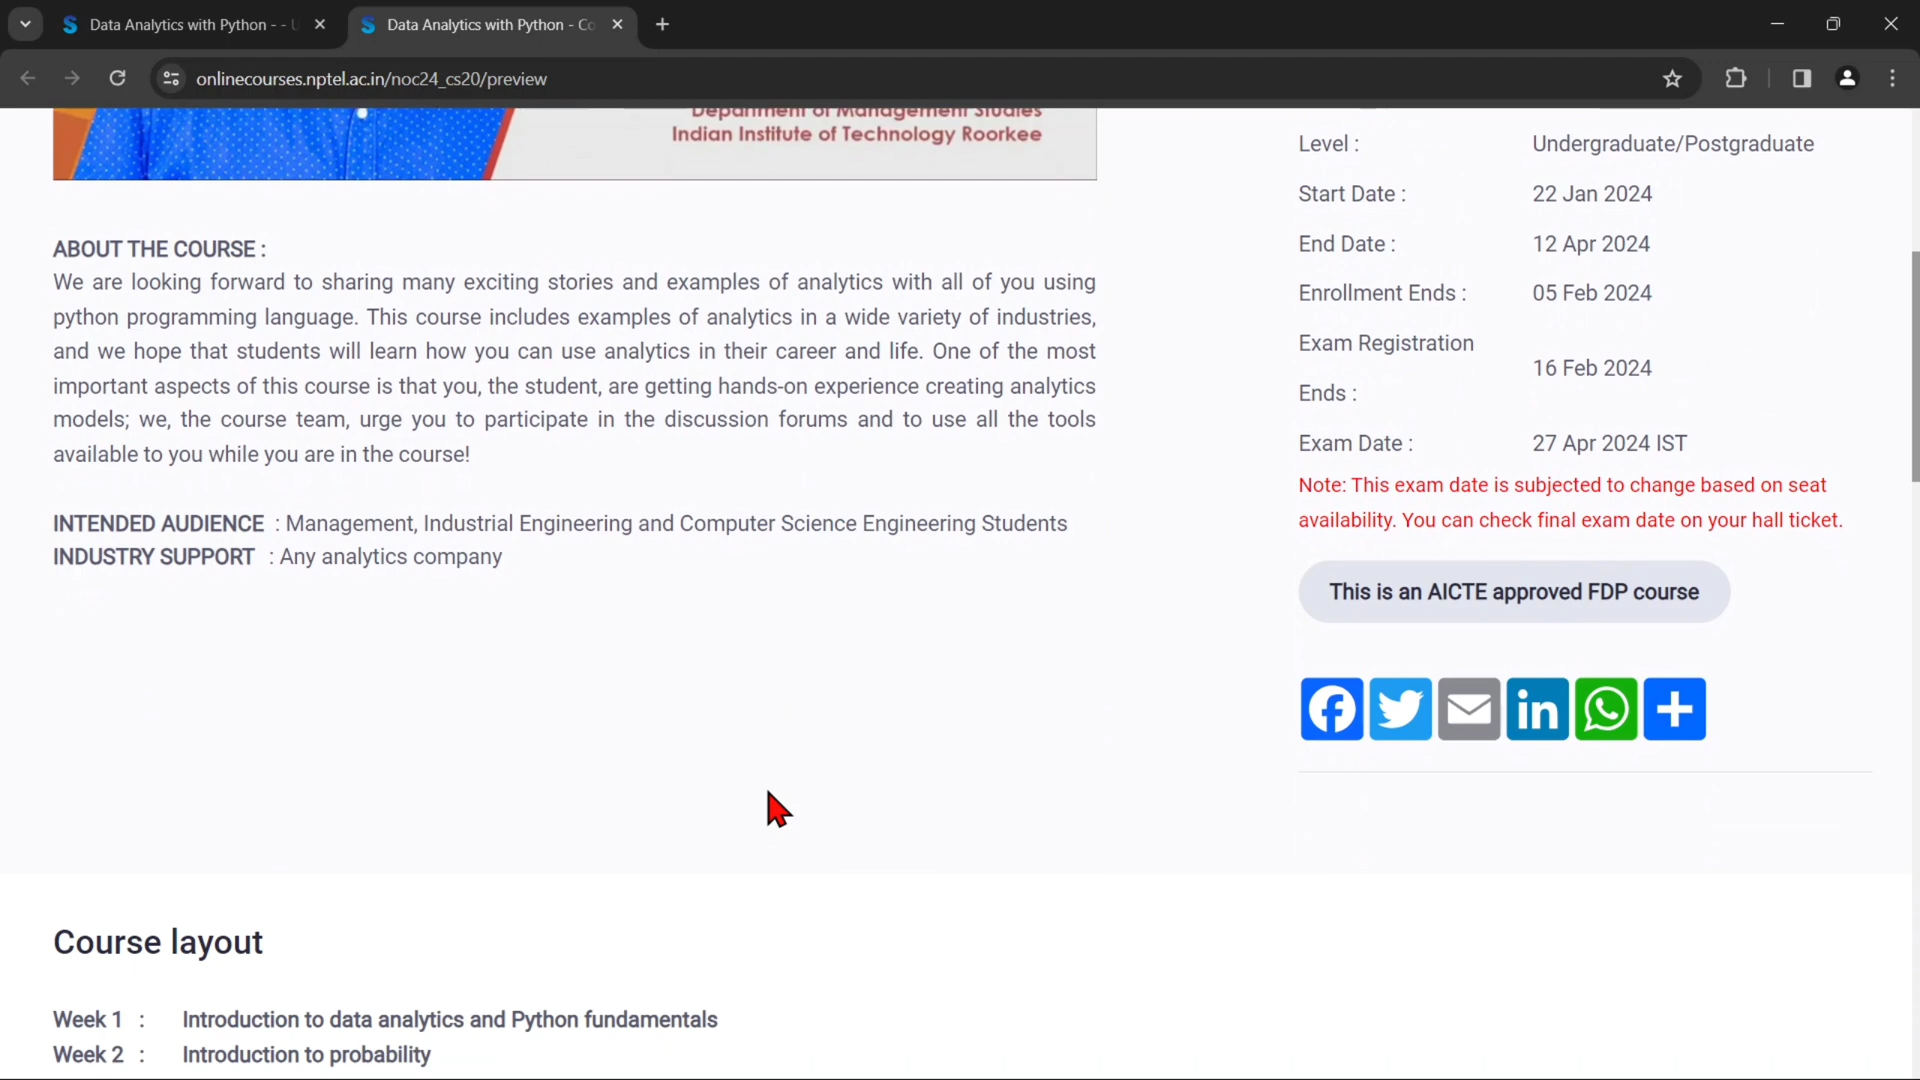 Data Analytics with Python - - U
Data Analytics with Python - Co
onlinecourses.nptel.ac.in/noc24_cs20/preview
Department of Management Studies
Indian Institute of Technology Roorkee
ABOUT THE COURSE :
We are looking forward to sharing many exciting stories and examples of analytics with all of you using
python programming language. This course includes examples of analytics in a wide variety of industries,
and we hope that students will learn how you can use analytics in their career and life. One of the most
important aspects of this course is that you, the student, are getting hands-on experience creating analytics
models; we, the course team, urge you to participate in the discussion forums and to use all the tools
available to you while you are in the course!
INTENDED AUDIENCE : Management, Industrial Engineering and Computer Science Engineering Students
INDUSTRY SUPPORT : Any analytics company
Level : Undergraduate/Postgraduate
Start Date : 22 Jan 2024
End Date : 12 Apr 2024
Enrollment Ends : 05 Feb 2024
Exam Registration
16 Feb 2024
Ends :
Exam Date : 27 Apr 2024 IST
Note: This exam date is subjected to change based on seat
availability. You can check final exam date on your hall ticket.
This is an AICTE approved FDP course
Course layout
Week 1 : Introduction to data analytics and Python fundamentals
Week 2 : Introduction to probability